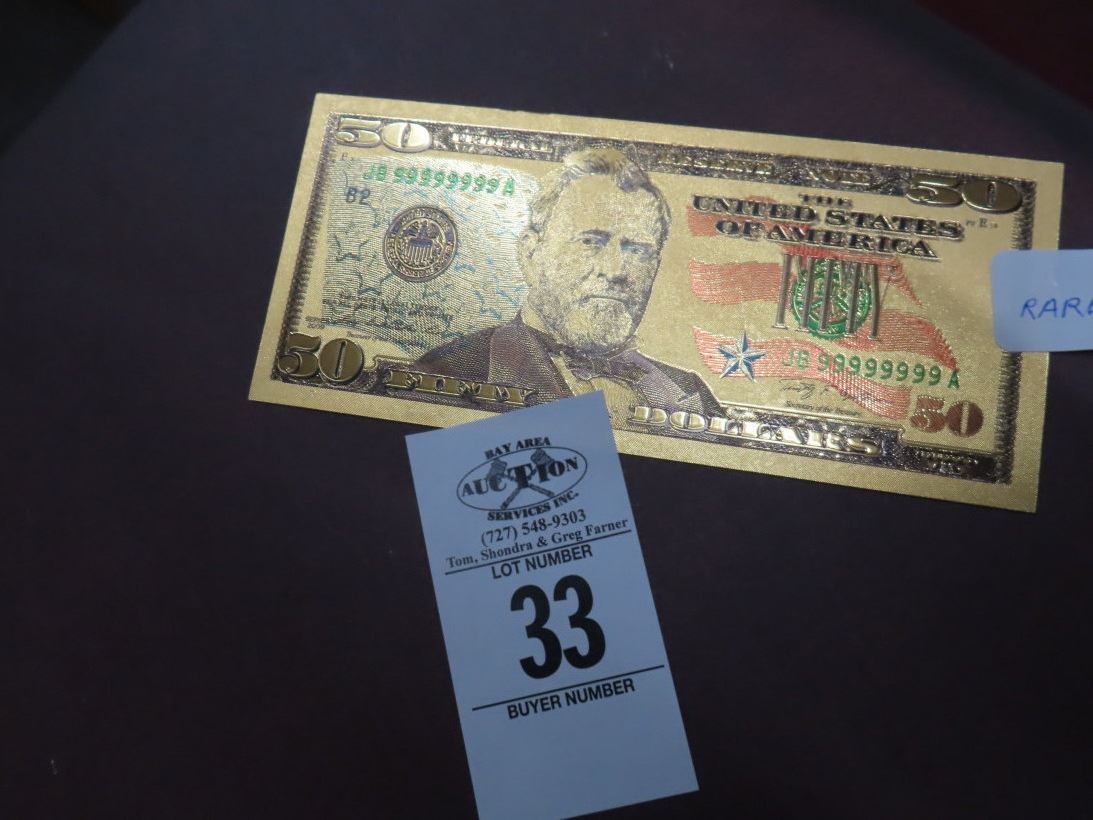 50
RESERVE
50
JB 99999999 A
B2
THE
UNITED STATES
OF AMERICA
RARE
JB 99999999 A
50
FIFTY
DOLLARS
50
BAY AREA
AUCTION
SERVICES INC.
(727) 548-9303
Tom, Shondra & Greg Farner
LOT NUMBER
33
BUYER NUMBER